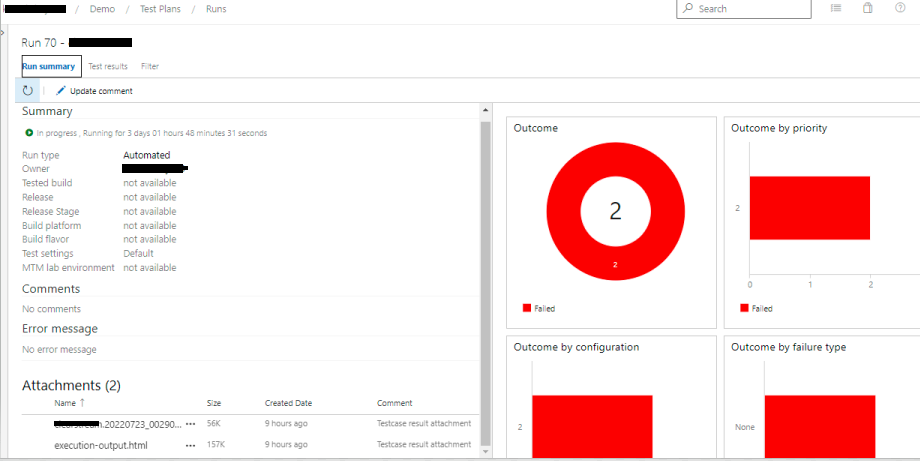 / Demo / Test Plans / Runs
Search
Run 70 -
Run summary Test results Filter
Update comment
Summary
In progress , Running for 3 days 01 hours 48 minutes 31 seconds
Run type Automated
Owner
Tested build not available
Release not available
Release Stage not available
Build platform not available
Build flavor not available
Test settings Default
MTM lab environment not available
Comments
No comments
Error message
No error message
Attachments (2)
Name ↑ Size Created Date Comment
.20220723_00290... ... 56K 9 hours ago Testcase result attachment
execution-output.html ... 157K 9 hours ago Testcase result attachment
Outcome
2
2
Failed
Outcome by priority
2
0 1 2
Failed
Outcome by configuration
2
Outcome by failure type
None